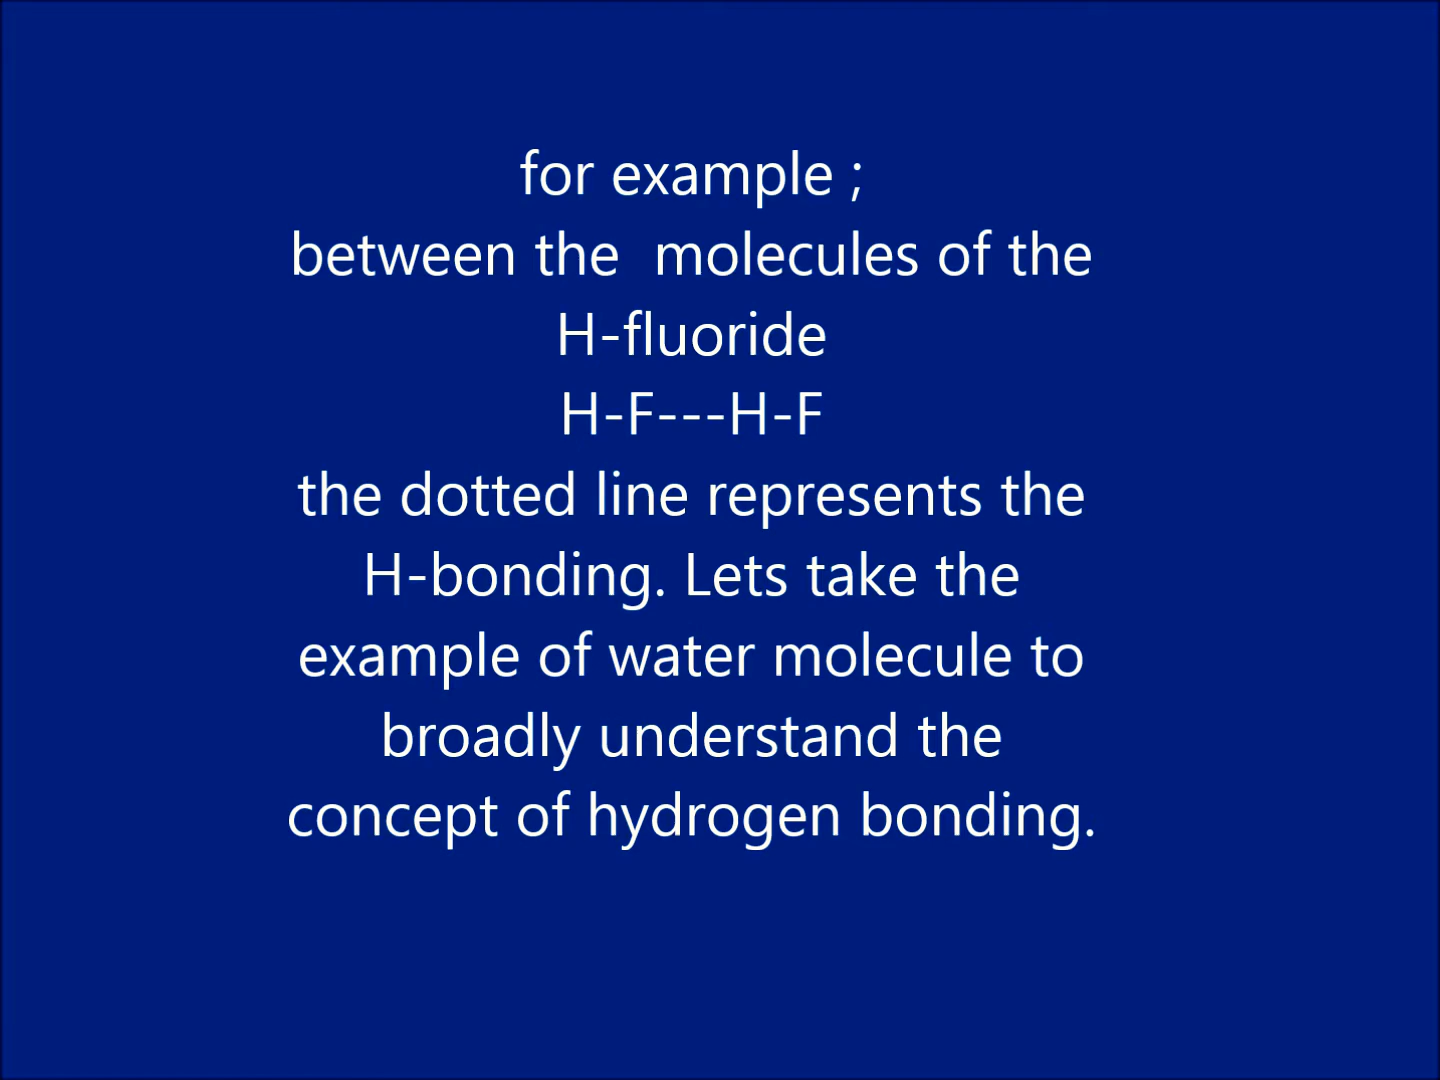 for example ;
between the  molecules of the
H-fluoride
H-F---H-F
the dotted line represents the
H-bonding. Lets take the
example of water molecule to
broadly understand the
concept of hydrogen bonding.